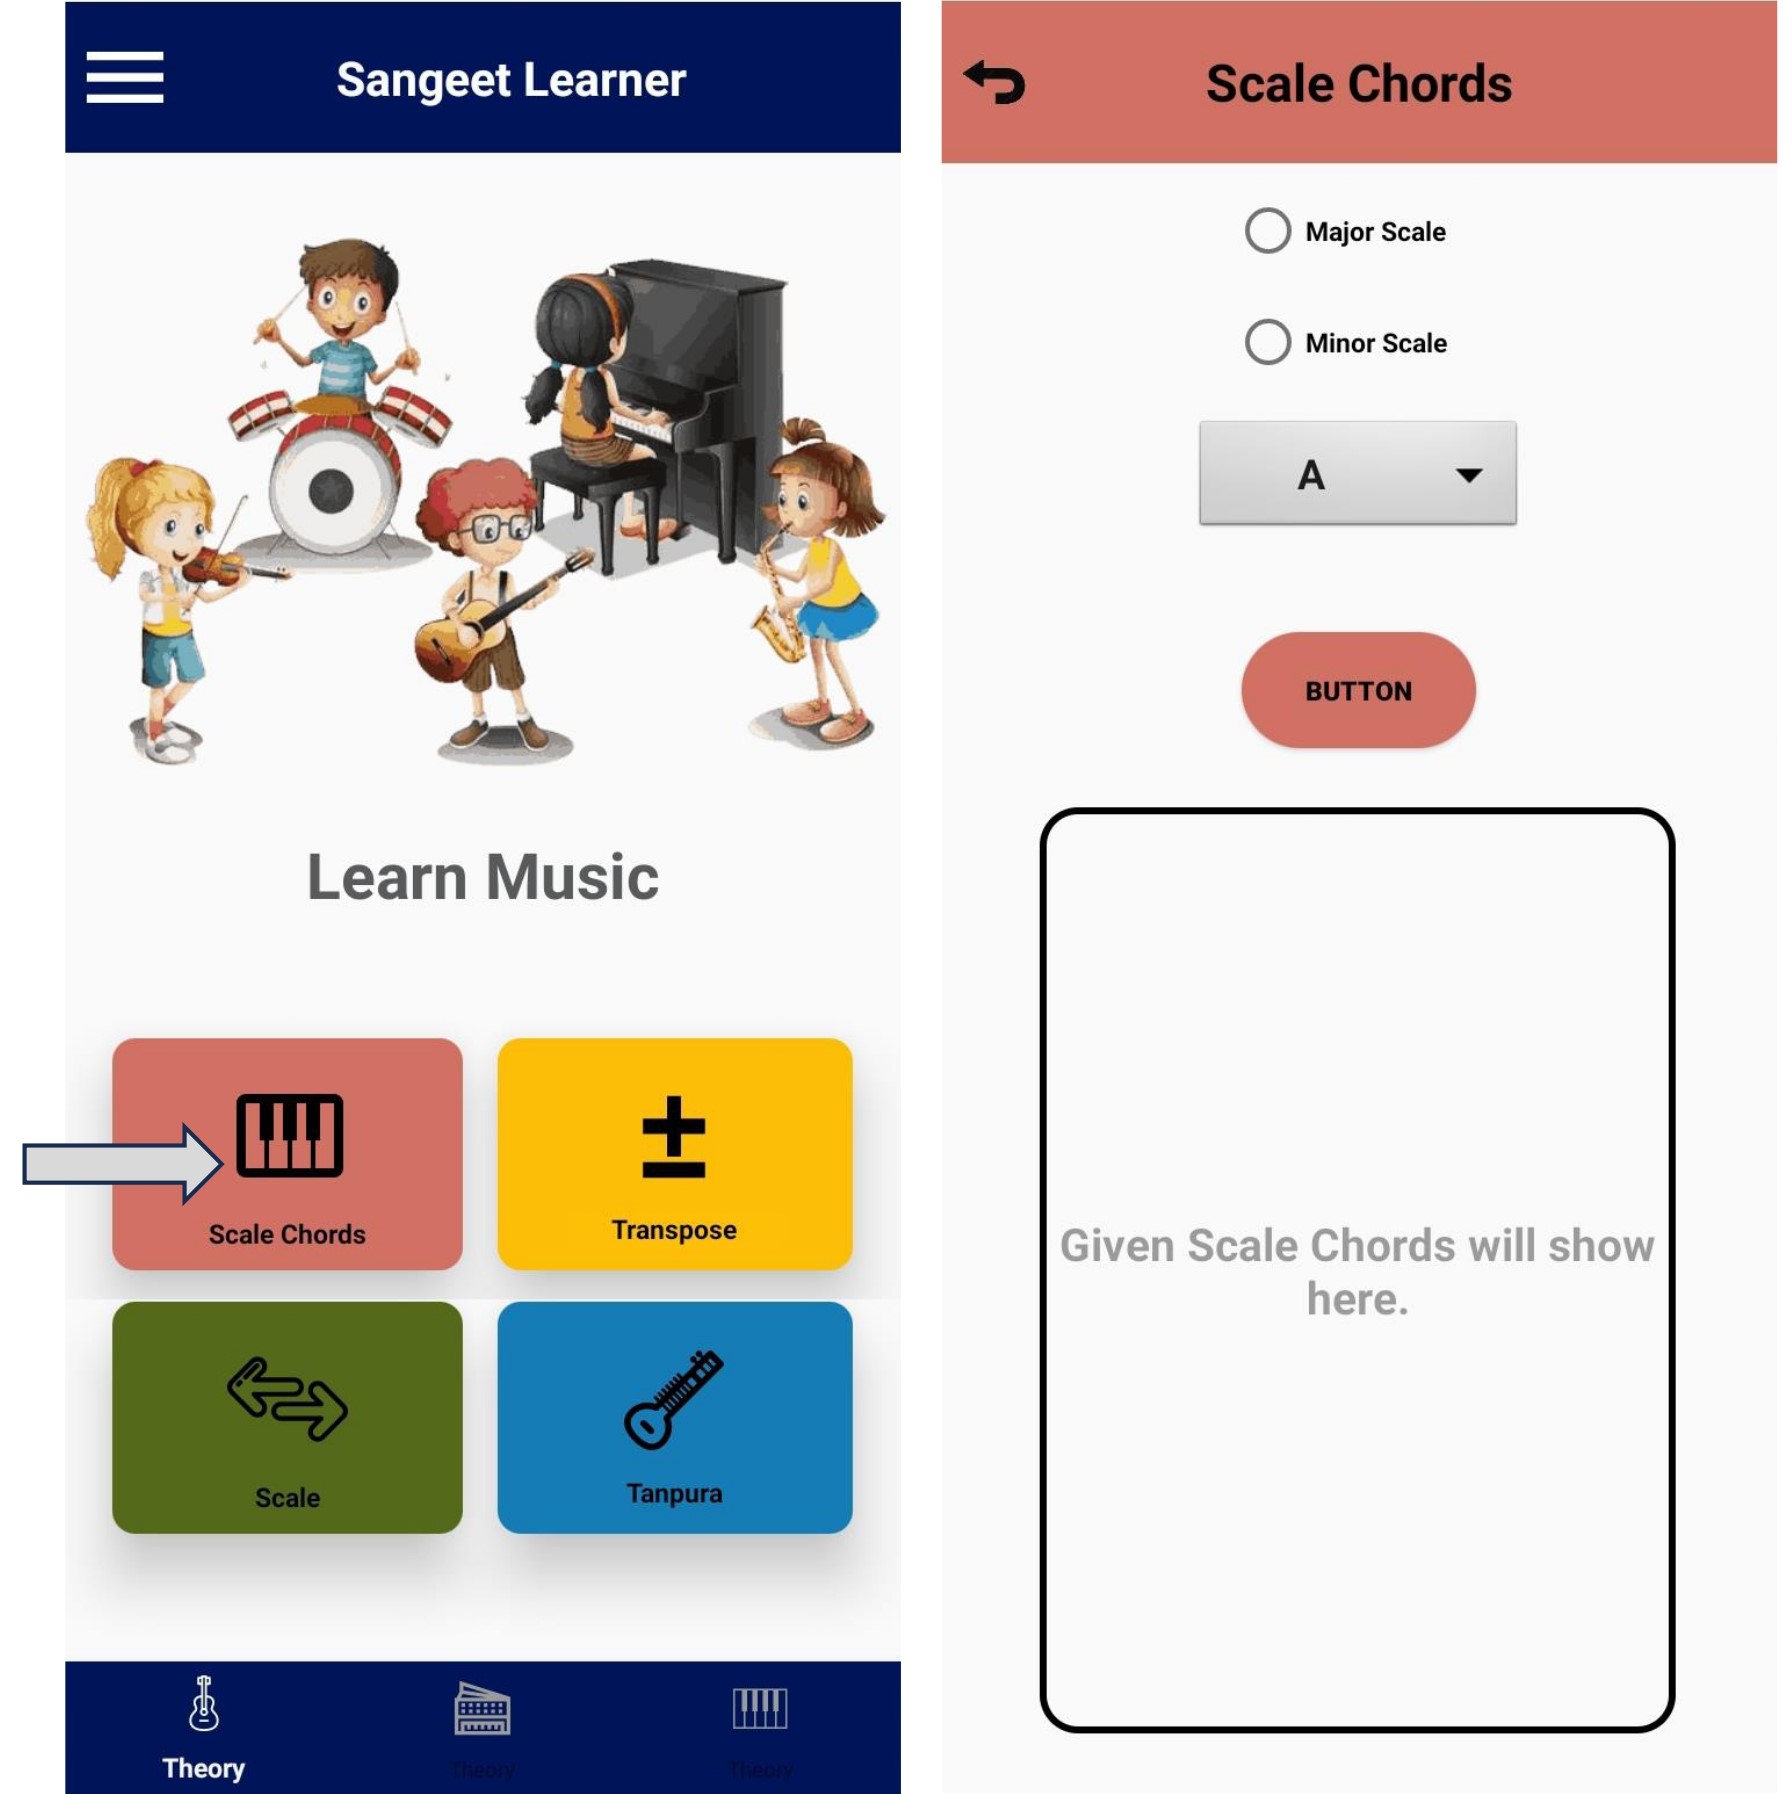 Sangeet Learner
Learn Music
Scale Chords
Transpose
Scale
Tanpura
Theory
Theory
Theory
Scale Chords
Major Scale
Minor Scale
A
BUTTON
Given Scale Chords will show
here.